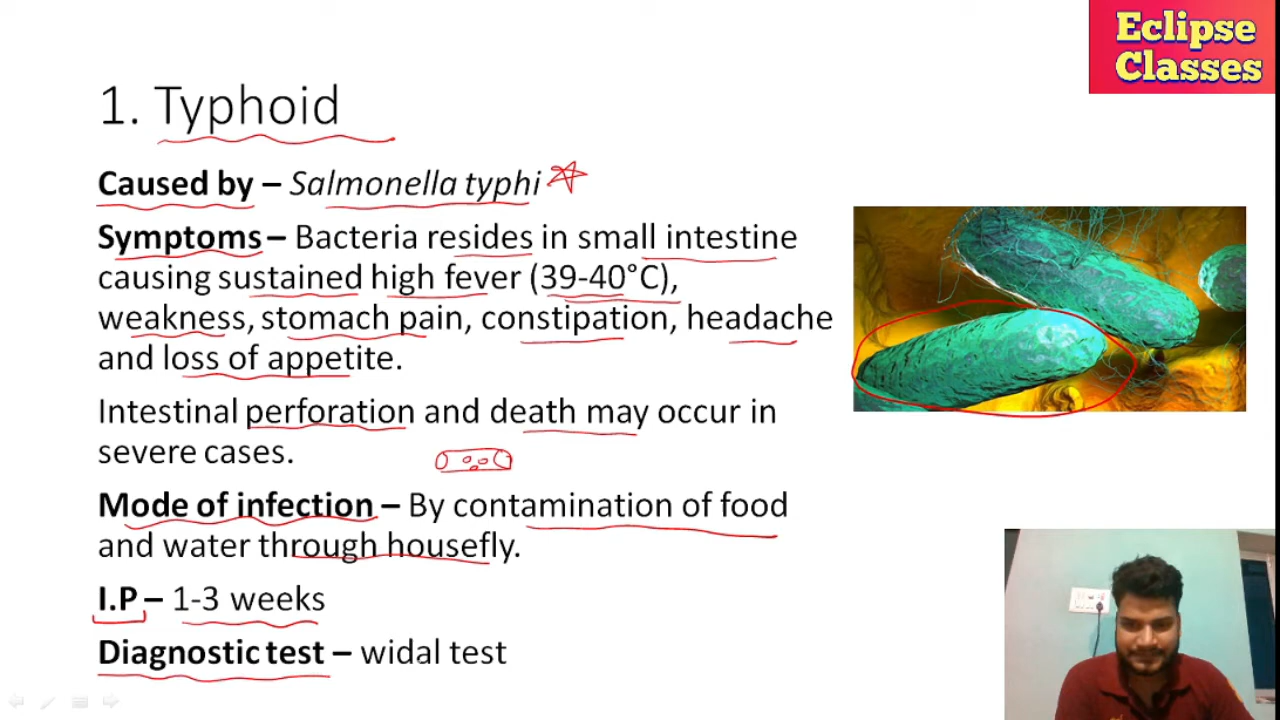 Eclipse
Classes
1. Typhoid
Caused by – Salmonella typhi
Symptoms – Bacteria resides in small intestine
causing sustained high fever (39-40°C),
weakness, stomach pain, constipation, headache
and loss of appetite.
Intestinal perforation and death may occur in
severe cases.
Mode of infection – By contamination of food
and water through housefly.
I.P – 1-3 weeks
Diagnostic test – widal test